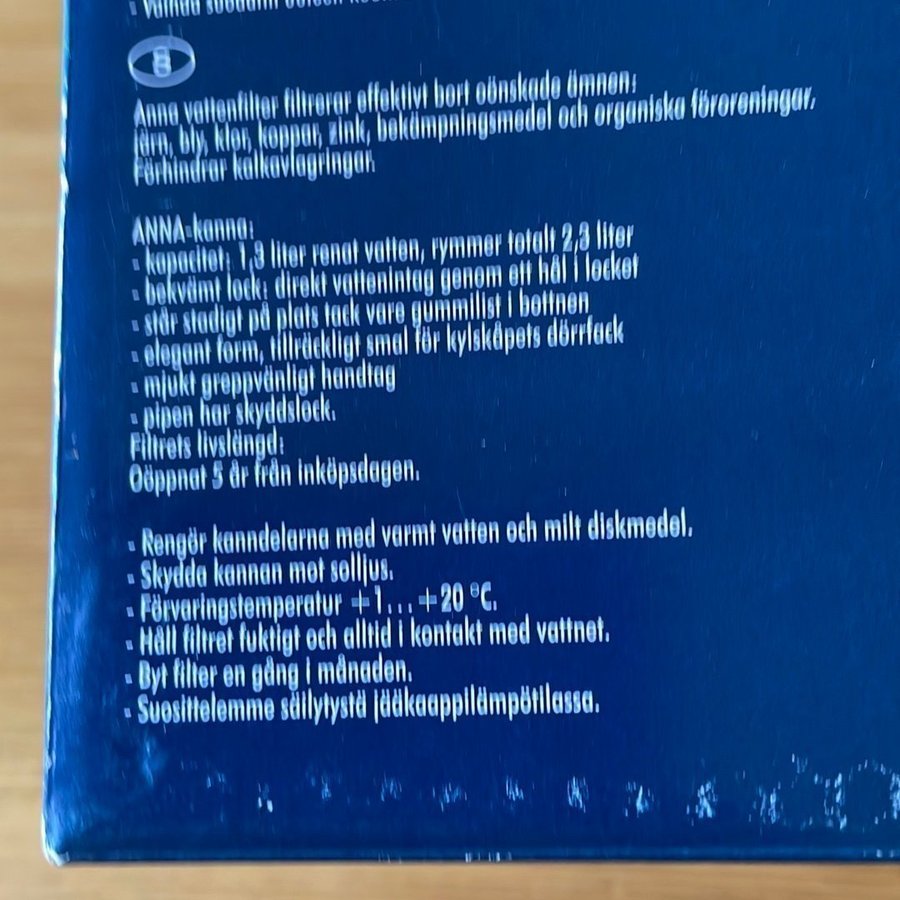 Anna vattenfilter filtrerar effektivt bort oönskade ämnen:
järn, bly, klor, koppar, zink, bekämpningsmedel och organiska föroreningar.
Förhindrar kalkavlagringar.
ANNA-kanna:
▪ kapacitet: 1,3 liter renat vatten, rymmer totalt 2,3 liter
▪ bekvämt lock: direkt vattenintag genom ett hål i locket
▪ står stadigt på plats tack vare gummilist i bottnen
▪ elegant form, tillräckligt smal för kylskåpets dörrfack
▪ mjukt greppvänligt handtag
▪ pipen har skyddslock.
Filtrets livslängd:
Oöppnat 5 år från inköpsdagen.
▪ Rengör kanndelarna med varmt vatten och milt diskmedel.
▪ Skydda kannan mot solljus.
▪ Förvaringstemperatur +1...+20 °C.
▪ Håll filtret fuktigt och alltid i kontakt med vattnet.
▪ Byt filter en gång i månaden.
▪ Suosittelemme säilytystä jääkaappilämpötilassa.